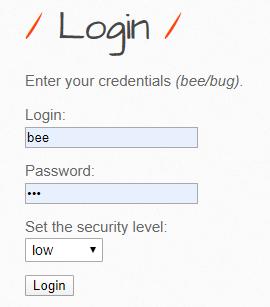 / Login /
Enter your credentials (bee/bug).
Login:
bee
Password:
•••
Set the security level:
low
Login